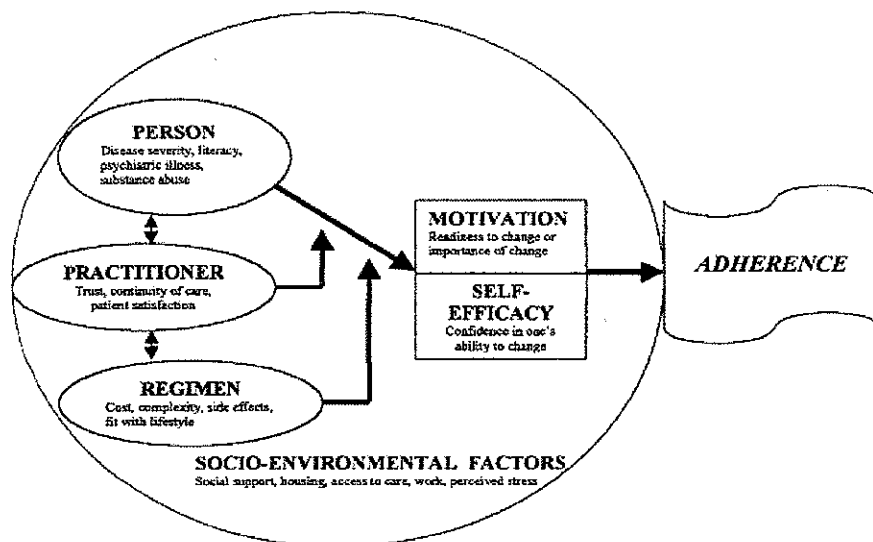 PERSON
Disease severity, literacy,
psychiatric illness,
substance abuse
PRACTITIONER
Trust, continuity of care,
patient satisfaction
REGIMEN
Cost, complexity, side effects,
fit with lifestyle
MOTIVATION
Readiness to change or
importance of change
SELF-
EFFICACY
Confidence in one's
ability to change
ADHERENCE
SOCIO-ENVIRONMENTAL FACTORS
Social support, housing, access to care, work, perceived stress